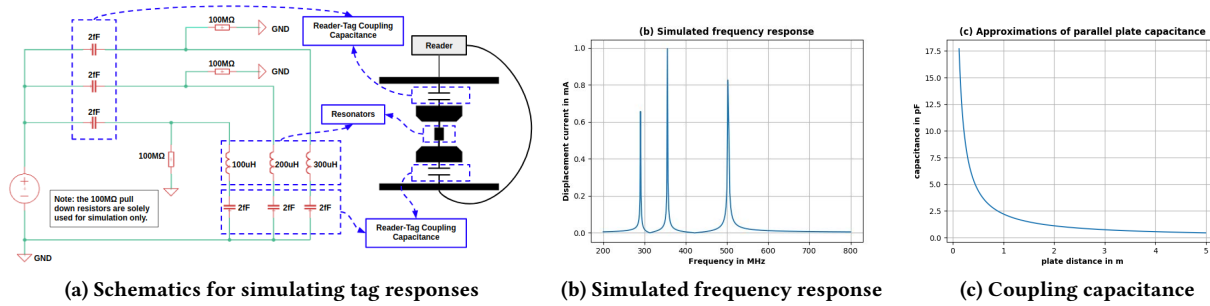 100MΩ
GND
2fF
100MΩ
GND
2fF
2fF
100MΩ
100uH
200uH
300uH
2fF
2fF
2fF
Note: the 100MΩ pull
down resistors are solely
used for simulation only.
GND
Reader-Tag Coupling
Capacitance
Reader
Resonators
Reader-Tag Coupling
Capacitance
(a) Schematics for simulating tag responses
(b) Simulated frequency response
Displacement current in mA
1.0
0.8
0.6
0.4
0.2
0.0
200 300 400 500 600 700 800
Frequency in MHz
(b) Simulated frequency response
(c) Approximations of parallel plate capacitance
capacitance in pF
17.5
15.0
12.5
10.0
7.5
5.0
2.5
0.0
0 1 2 3 4 5
plate distance in m
(c) Coupling capacitance